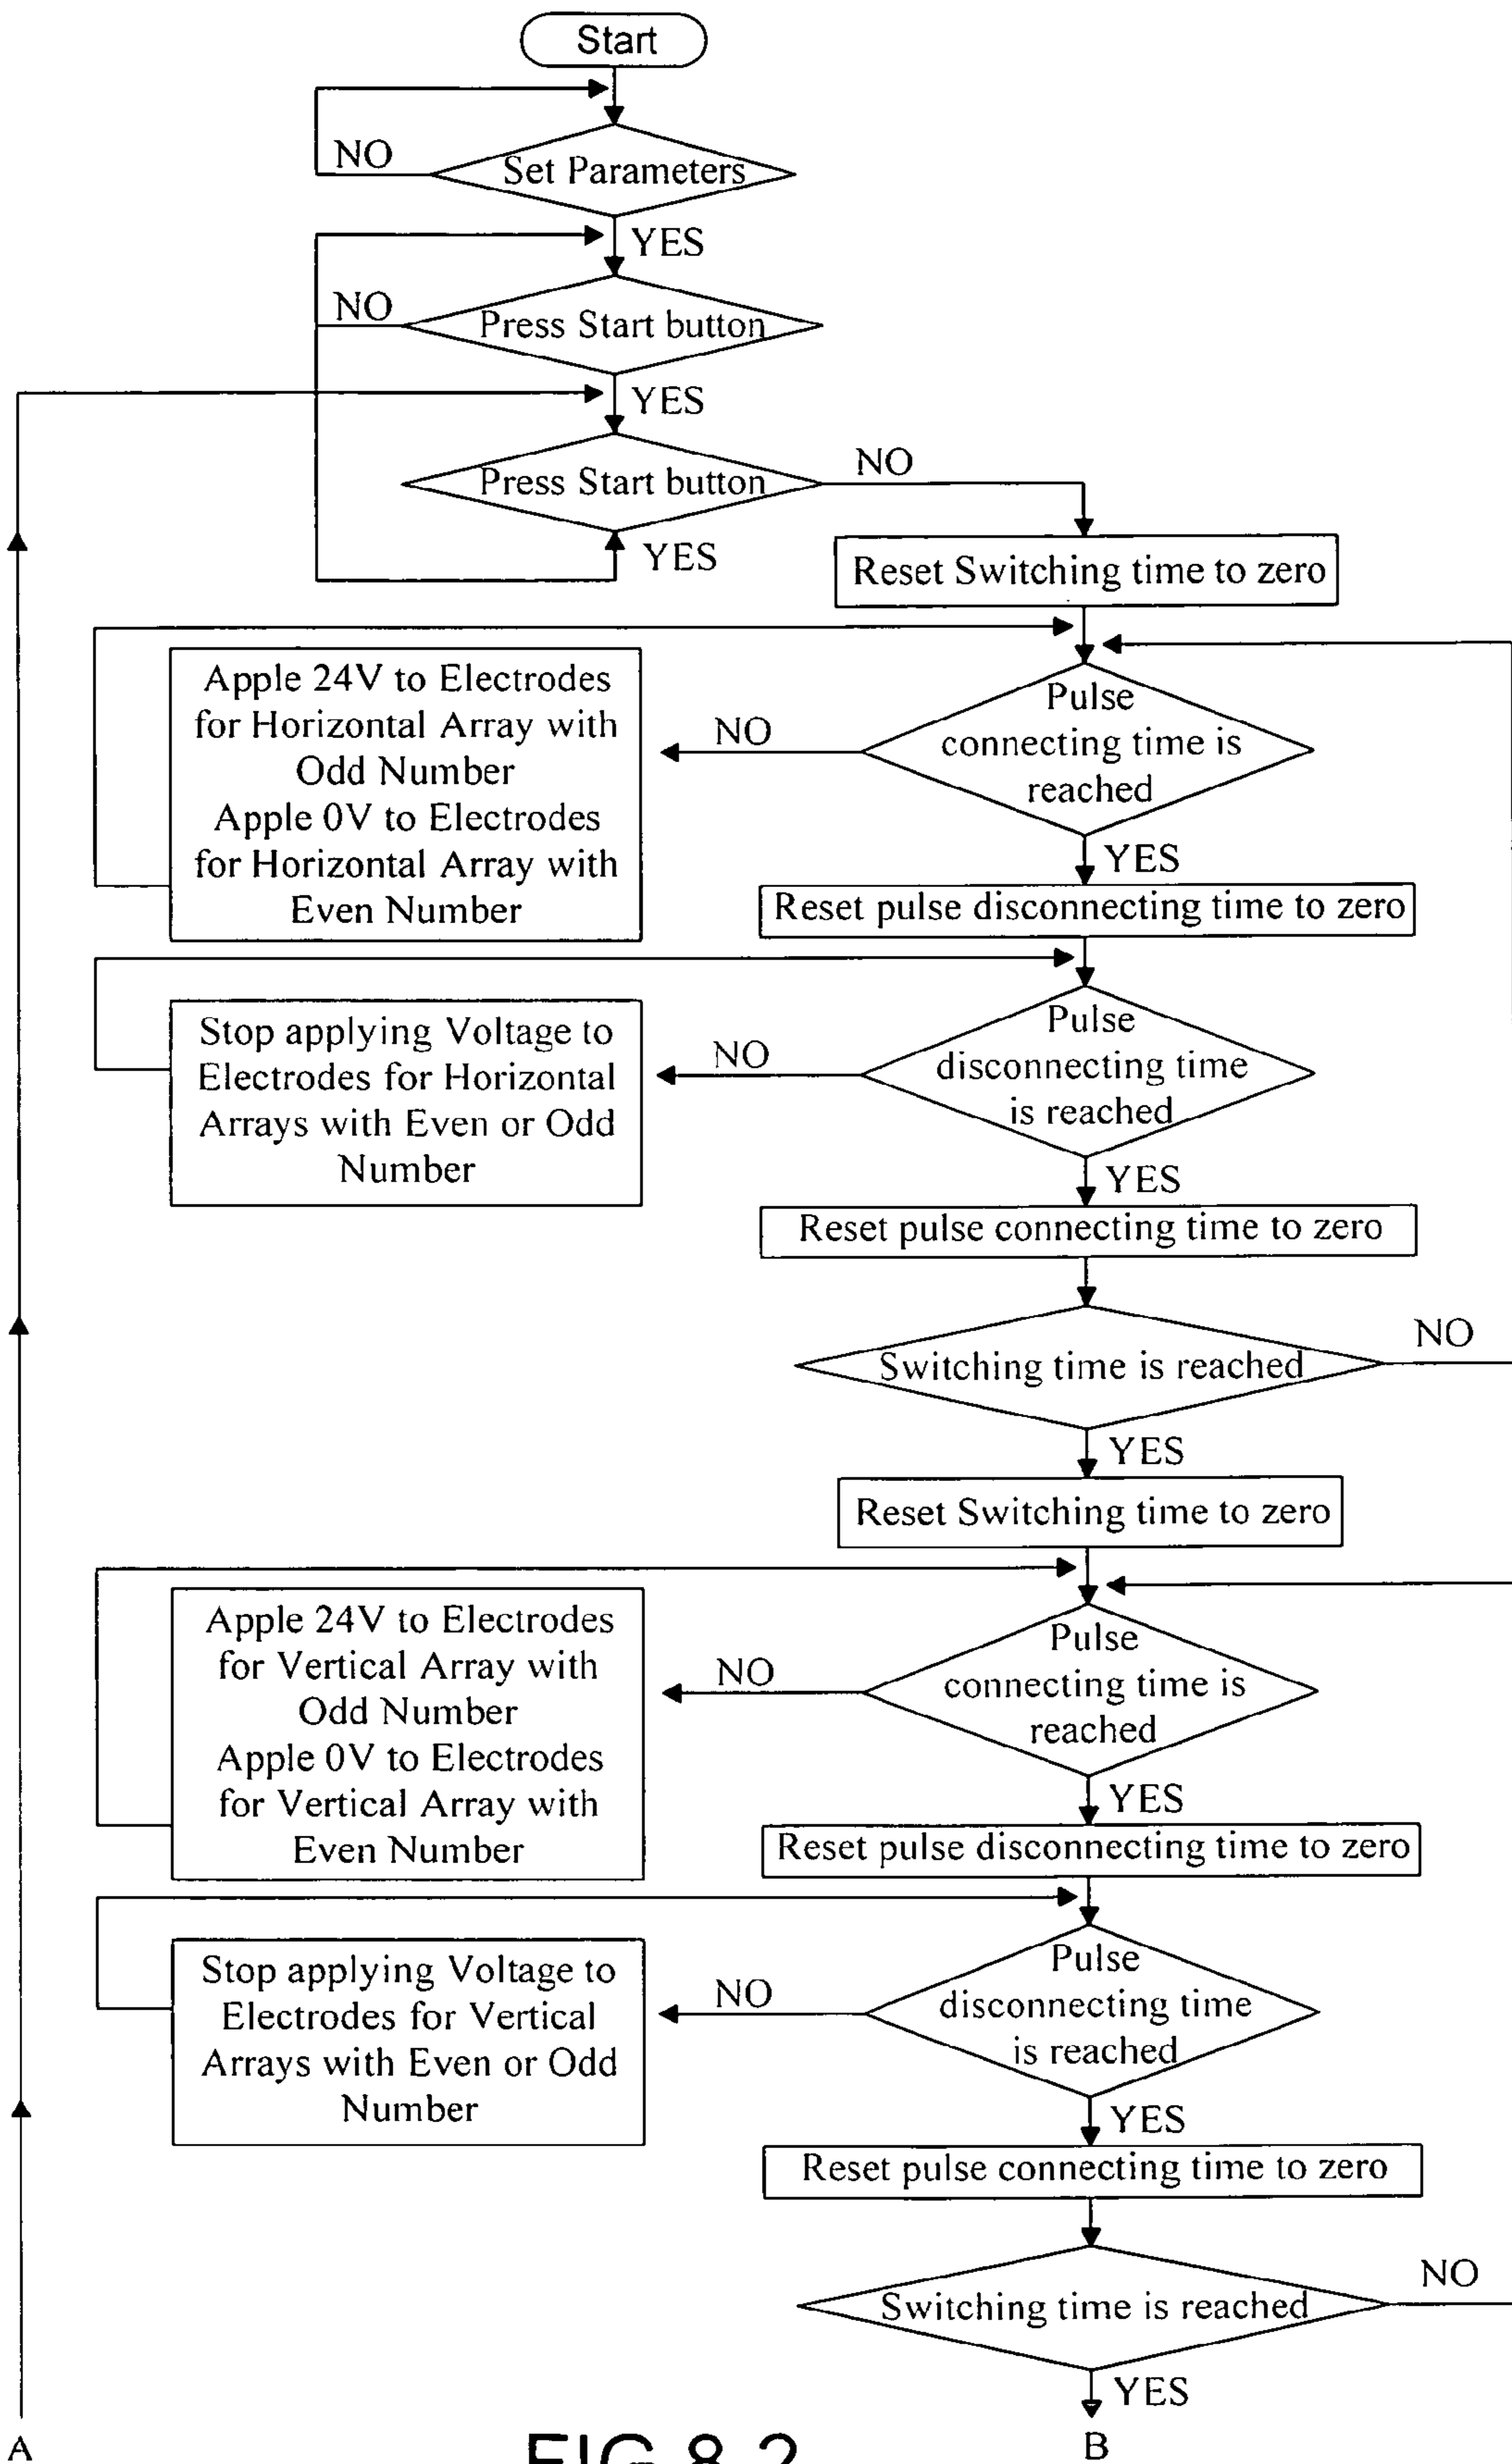 Start
NO
Set Parameters
YES
NO
Press Start button
YES
Press Start button
NO
YES
Reset Switching time to zero
Apple 24V to Electrodes
for Horizontal Array with
Odd Number
Apple 0V to Electrodes
for Horizontal Array with
Even Number
NO
Pulse
connecting time is
reached
YES
Reset pulse disconnecting time to zero
Stop applying Voltage to
Electrodes for Horizontal
Arrays with Even or Odd
Number
NO
Pulse
disconnecting time
is reached
YES
Reset pulse connecting time to zero
Switching time is reached
NO
YES
Reset Switching time to zero
Apple 24V to Electrodes
for Vertical Array with
Odd Number
Apple 0V to Electrodes
for Vertical Array with
Even Number
NO
Pulse
connecting time is
reached
YES
Reset pulse disconnecting time to zero
Stop applying Voltage to
Electrodes for Vertical
Arrays with Even or Odd
Number
NO
Pulse
disconnecting time
is reached
YES
Reset pulse connecting time to zero
Switching time is reached
NO
YES
A
FIG.8.2
B